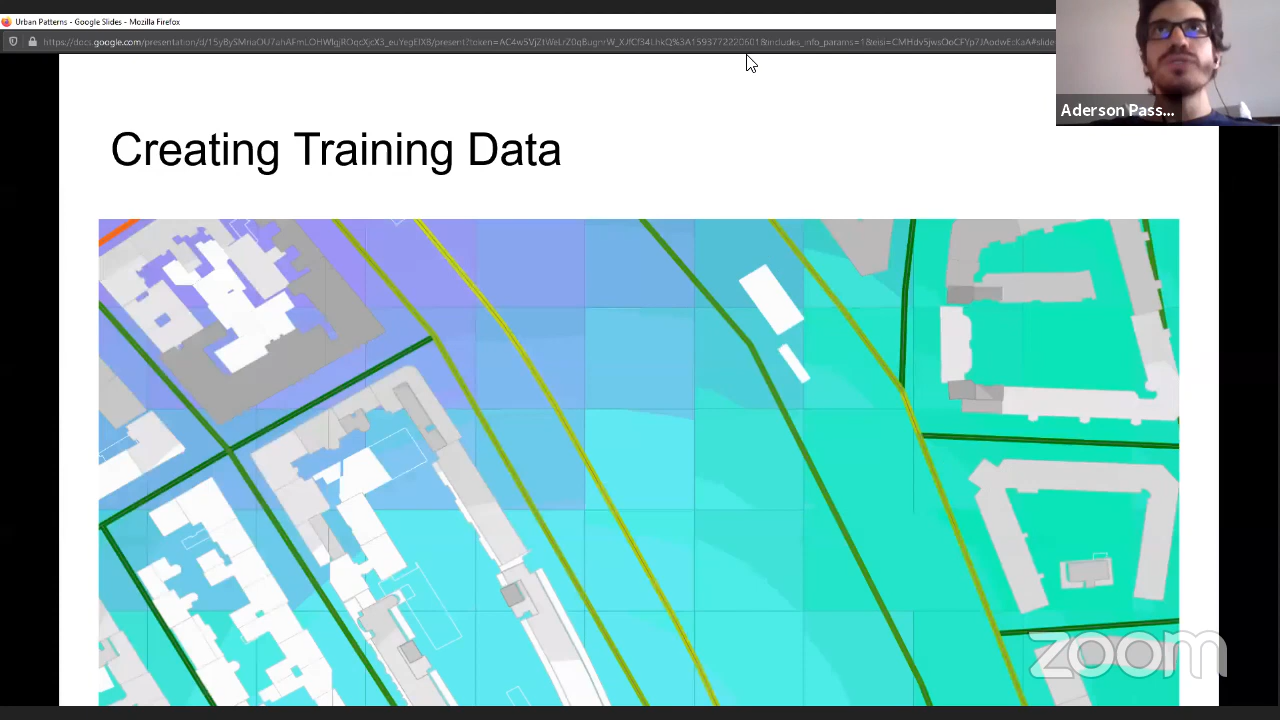 Urban Patterns - Google Slides - Mozilla Firefox
Aderson Pass...
Creating Training Data
zoom